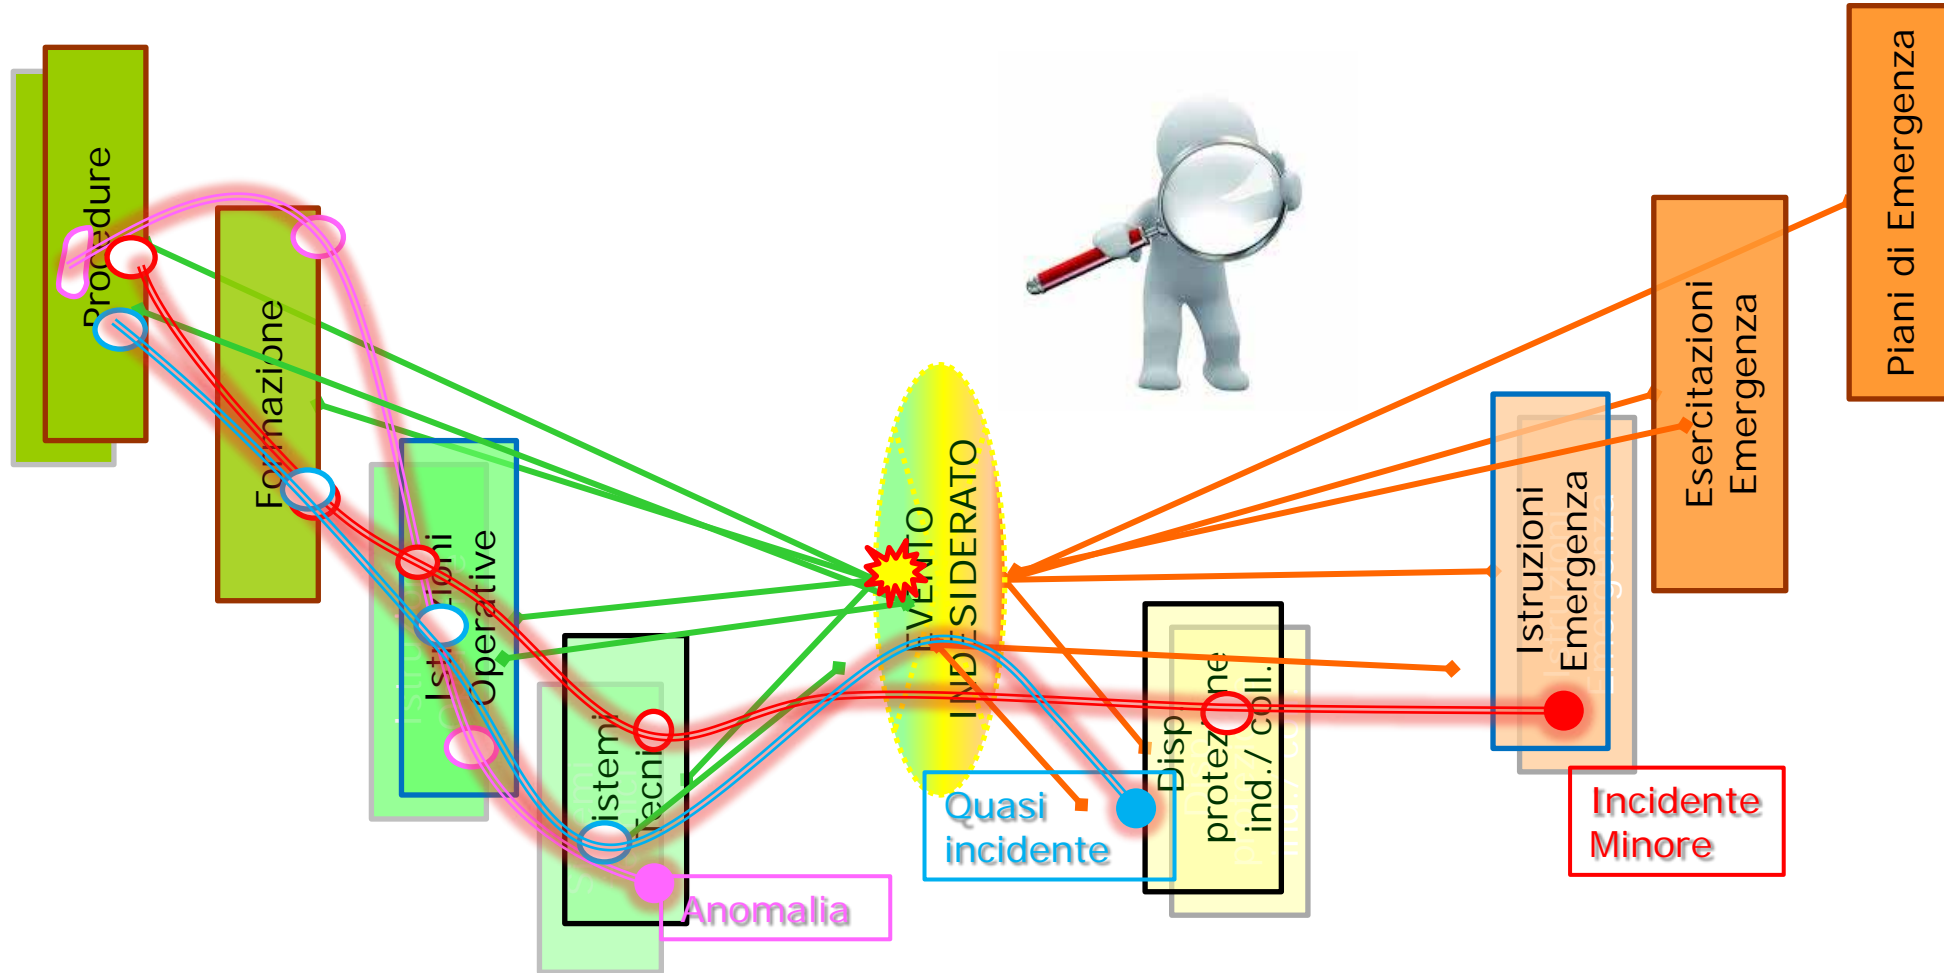 Procedure
Formazione
Istruzioni
Operative
Sistemi
Tecnici
EVENTO
INDESIDERATO
Disp.
protezione
ind./ coll.
Istruzioni
Emergenza
Esercitazioni
Emergenza
Piani di Emergenza
Quasi
incidente
Anomalia
Incidente
Minore